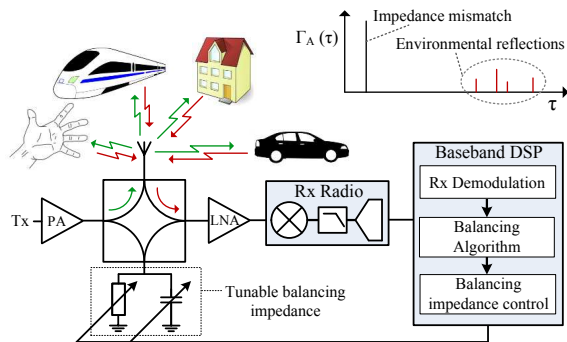 Γ_A (τ)
Impedance mismatch
Environmental reflections
τ
Baseband DSP
Rx Radio
Rx Demodulation
Tx
PA
LNA
Balancing
Algorithm
Tunable balancing
impedance
Balancing
impedance control